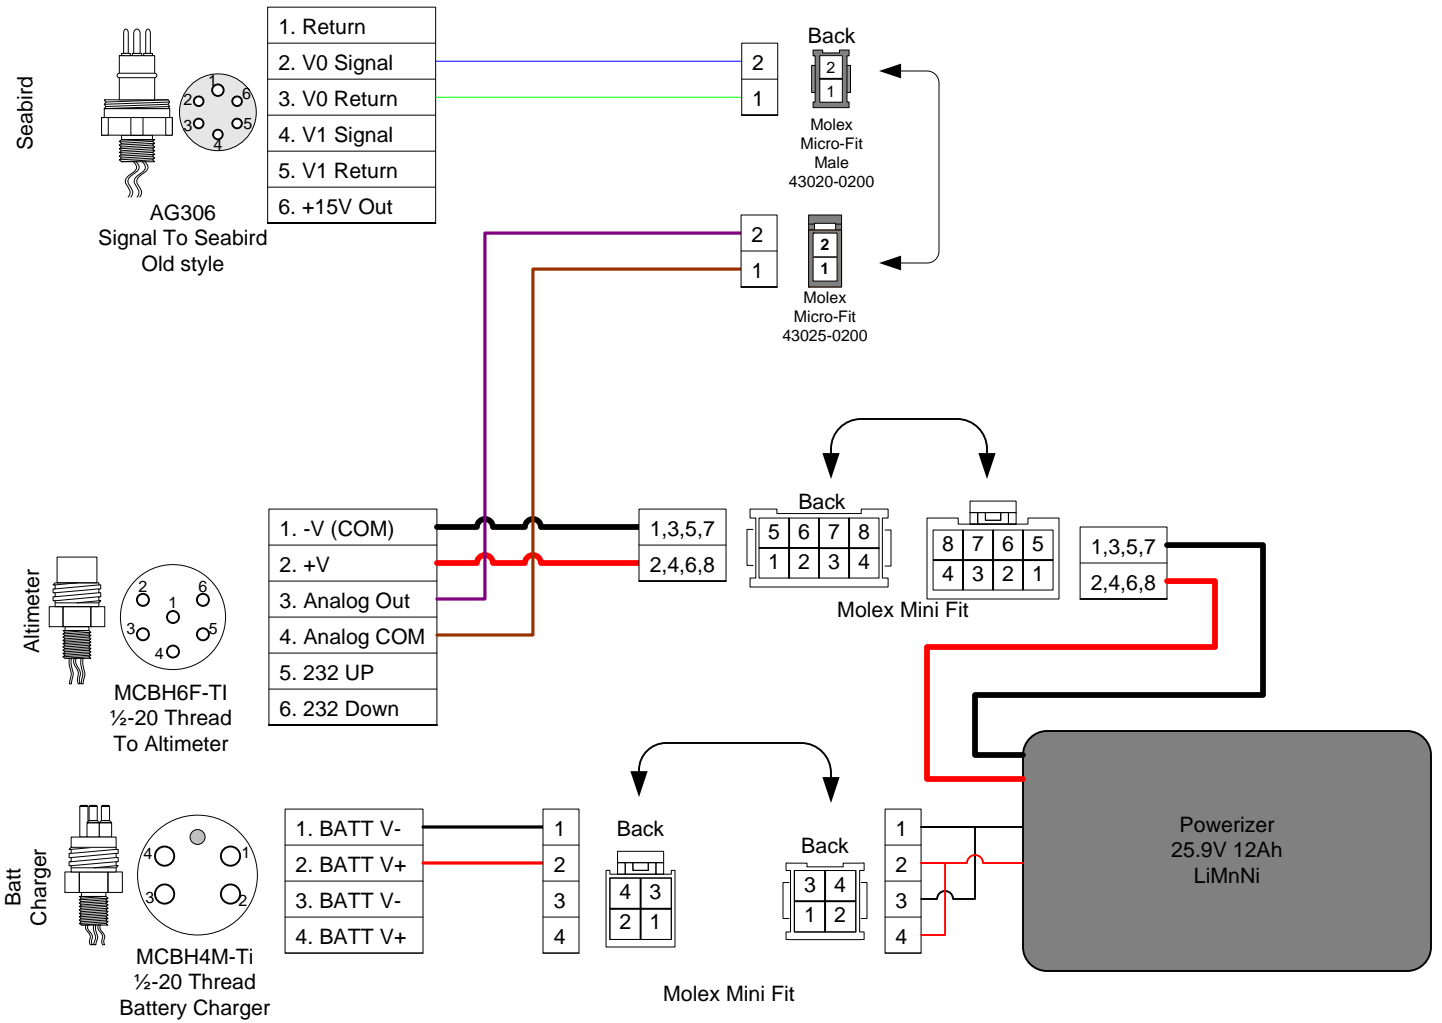 Seabird
1
2
3
4
5
6
AG306
Signal To Seabird
Old style
1. Return
2. V0 Signal
3. V0 Return
4. V1 Signal
5. V1 Return
6. +15V Out
2
1
Back
2
1
Molex
Micro-Fit
Male
43020-0200
2
1
2
1
Molex
Micro-Fit
43025-0200
Altimeter
2
6
1
3
5
4
MCBH6F-TI
½-20 Thread
To Altimeter
1. -V (COM)
2. +V
3. Analog Out
4. Analog COM
5. 232 UP
6. 232 Down
1,3,5,7
2,4,6,8
Back
5 6 7 8
1 2 3 4
8 7 6 5
4 3 2 1
Molex Mini Fit
1,3,5,7
2,4,6,8
Batt
Charger
4
1
3
2
MCBH4M-Ti
½-20 Thread
Battery Charger
1. BATT V-
2. BATT V+
3. BATT V-
4. BATT V+
1
2
3
4
Back
4 3
2 1
Back
3 4
1 2
1
2
3
4
Molex Mini Fit
Powerizer
25.9V 12Ah
LiMnNi